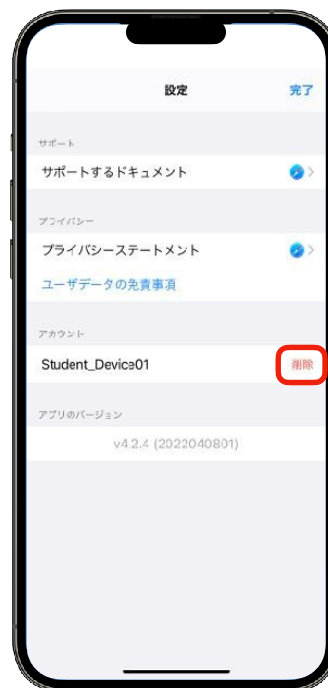 設定
完了
サポート
サポートするドキュメント
プライバシー
プライバシーステートメント
ユーザデータの免責事項
アカウント
Student_Device01
削除
アプリのバージョン
v4.2.4 (2022040801)